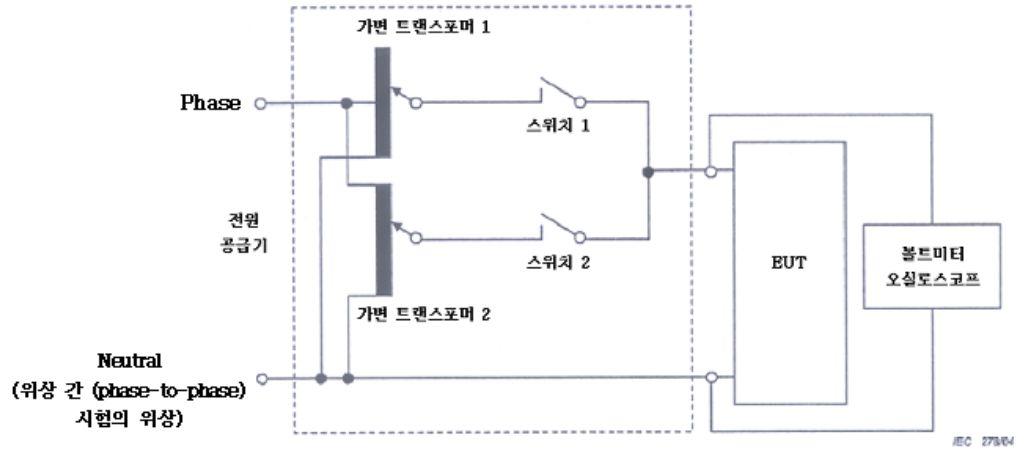 가변 트랜스포머 1
Phase
스위치 1
전원
공급기
스위치 2
EUT
볼트미터
오실로스코프
가변 트랜스포머 2
Neutral
(위상 간 (phase-to-phase)
시험의 위상)
IEC 278/04